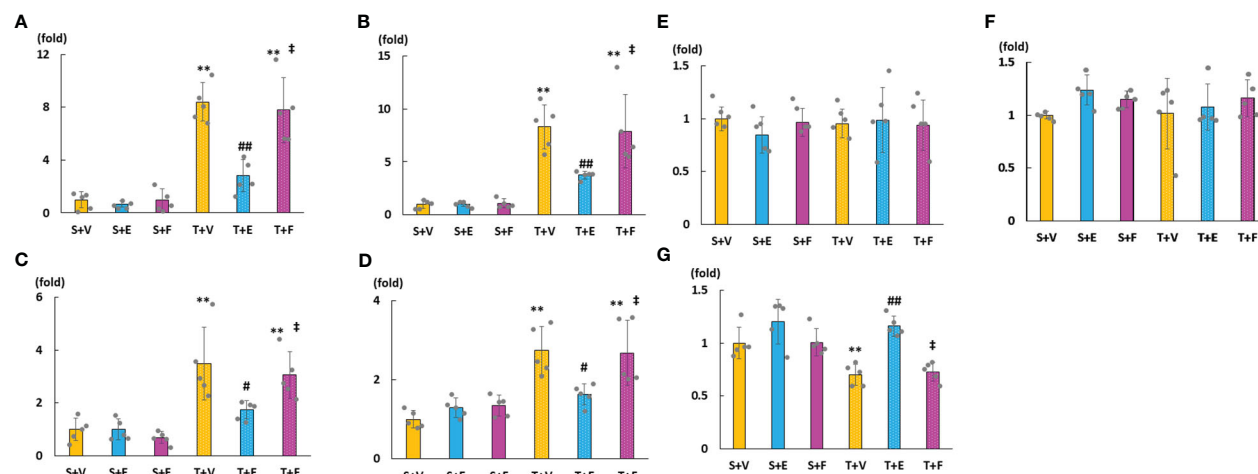 A
(fold)
** ‡
12
**
8
##
4
0
S+V S+E S+F T+V T+E T+F
B
(fold)
** ‡
15
**
10
##
5
0
S+V S+E S+F T+V T+E T+F
E
(fold)
1.5
1
0.5
0
S+V S+E S+F T+V T+E T+F
F
(fold)
1.5
1
0.5
0
S+V S+E S+F T+V T+E T+F
C
(fold)
6
** ** ‡
4
#
2
0
S+V S+E S+F T+V T+E T+F
D
(fold)
4
** ** ‡
#
2
0
S+V S+E S+F T+V T+E T+F
G
(fold)
1.5
##
1
** ‡
0.5
0
S+V S+E S+F T+V T+E T+F